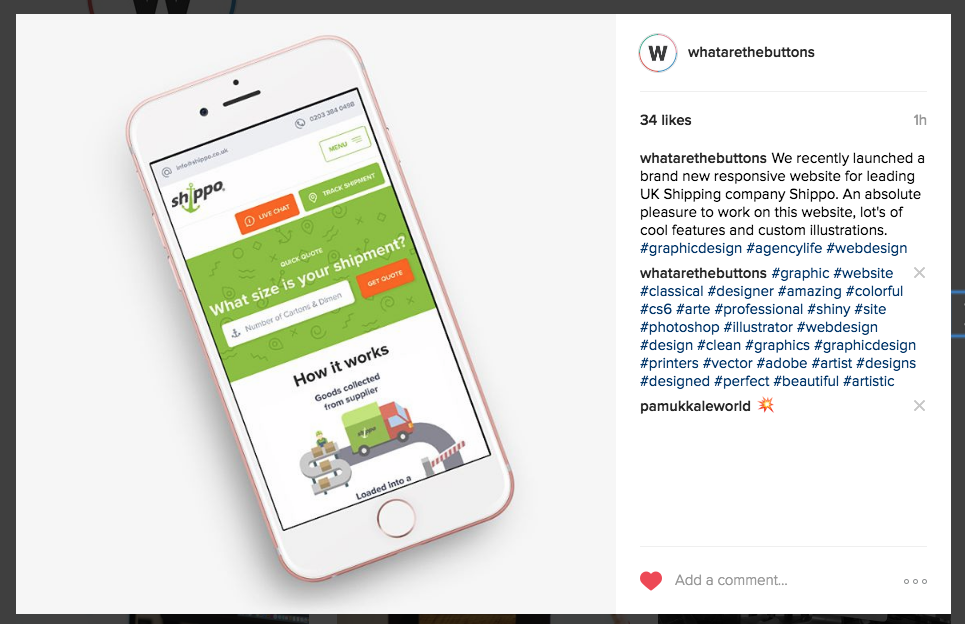 info@shippo.co.uk
0203 384 0498
MENU
shippo
LIVE CHAT
TRACK SHIPMENT
QUICK QUOTE
What size is your shipment?
Number of Cartons & Dimen
GET QUOTE
How it works
Goods collected
from supplier
shippo
Loaded into a
W
whatarethebuttons
34 likes
1h
whatarethebuttons We recently launched a
brand new responsive website for leading
UK Shipping company Shippo. An absolute
pleasure to work on this website, lot's of
cool features and custom illustrations.
#graphicdesign #agencylife #webdesign
whatarethebuttons #graphic #website
#classical #designer #amazing #colorful
#cs6 #arte #professional #shiny #site
#photoshop #illustrator #webdesign
#design #clean #graphics #graphicdesign
#printers #vector #adobe #artist #designs
#designed #perfect #beautiful #artistic
pamukkaleworld 💥
Add a comment...